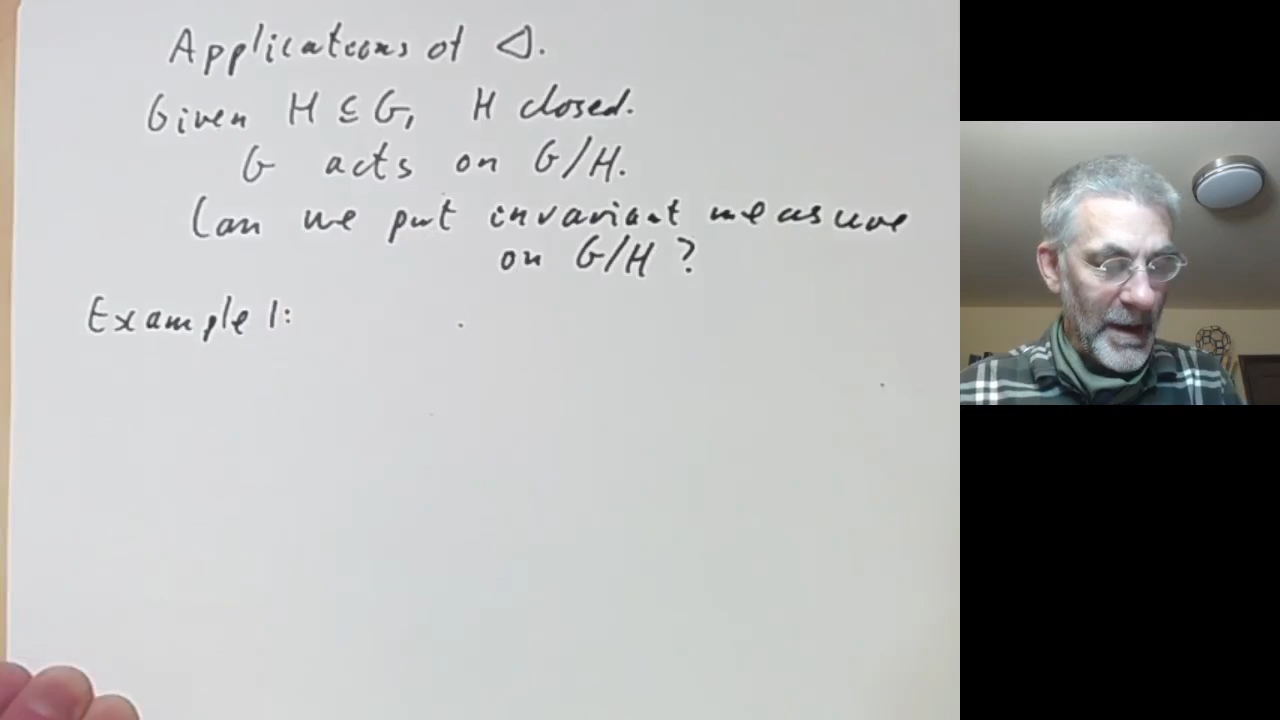 Applications of Δ.
Given H ⊆ G, H closed.
G acts on G/H.
Can we put invariant measure
on G/H ?
Example 1: